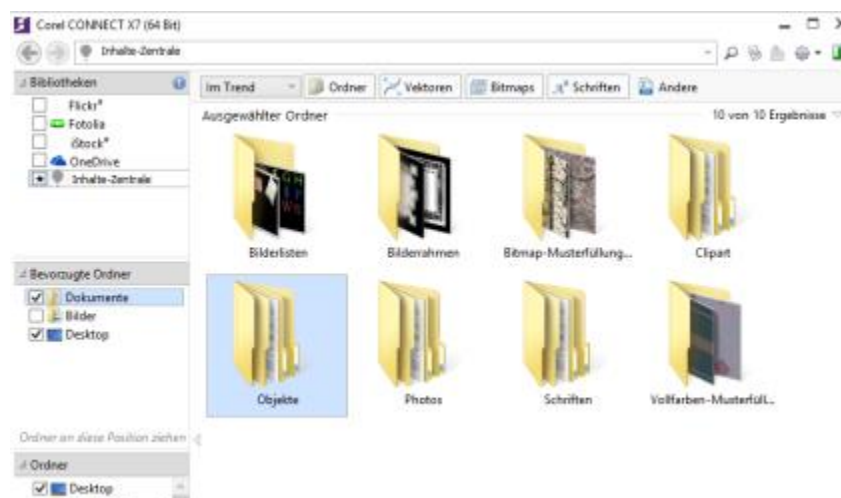 Corel CONNECT X7 (64 Bit)
Inhalte-Zentrale
Bibliotheken
Im Trend
Ordner
Vektoren
Bitmaps
Schriften
Andere
Flickr®
Fotolia
iStock®
OneDrive
Inhalte-Zentrale
Ausgewählter Ordner
10 von 10 Ergebnisse
Bilderlisten
Bilderrahmen
Bitmap-Musterfüllung...
Clipart
Bevorzugte Ordner
Dokumente
Bilder
Desktop
Objekte
Photos
Schriften
Vollfarben-Musterfüll...
Ordner an diese Position ziehen
Ordner
Desktop